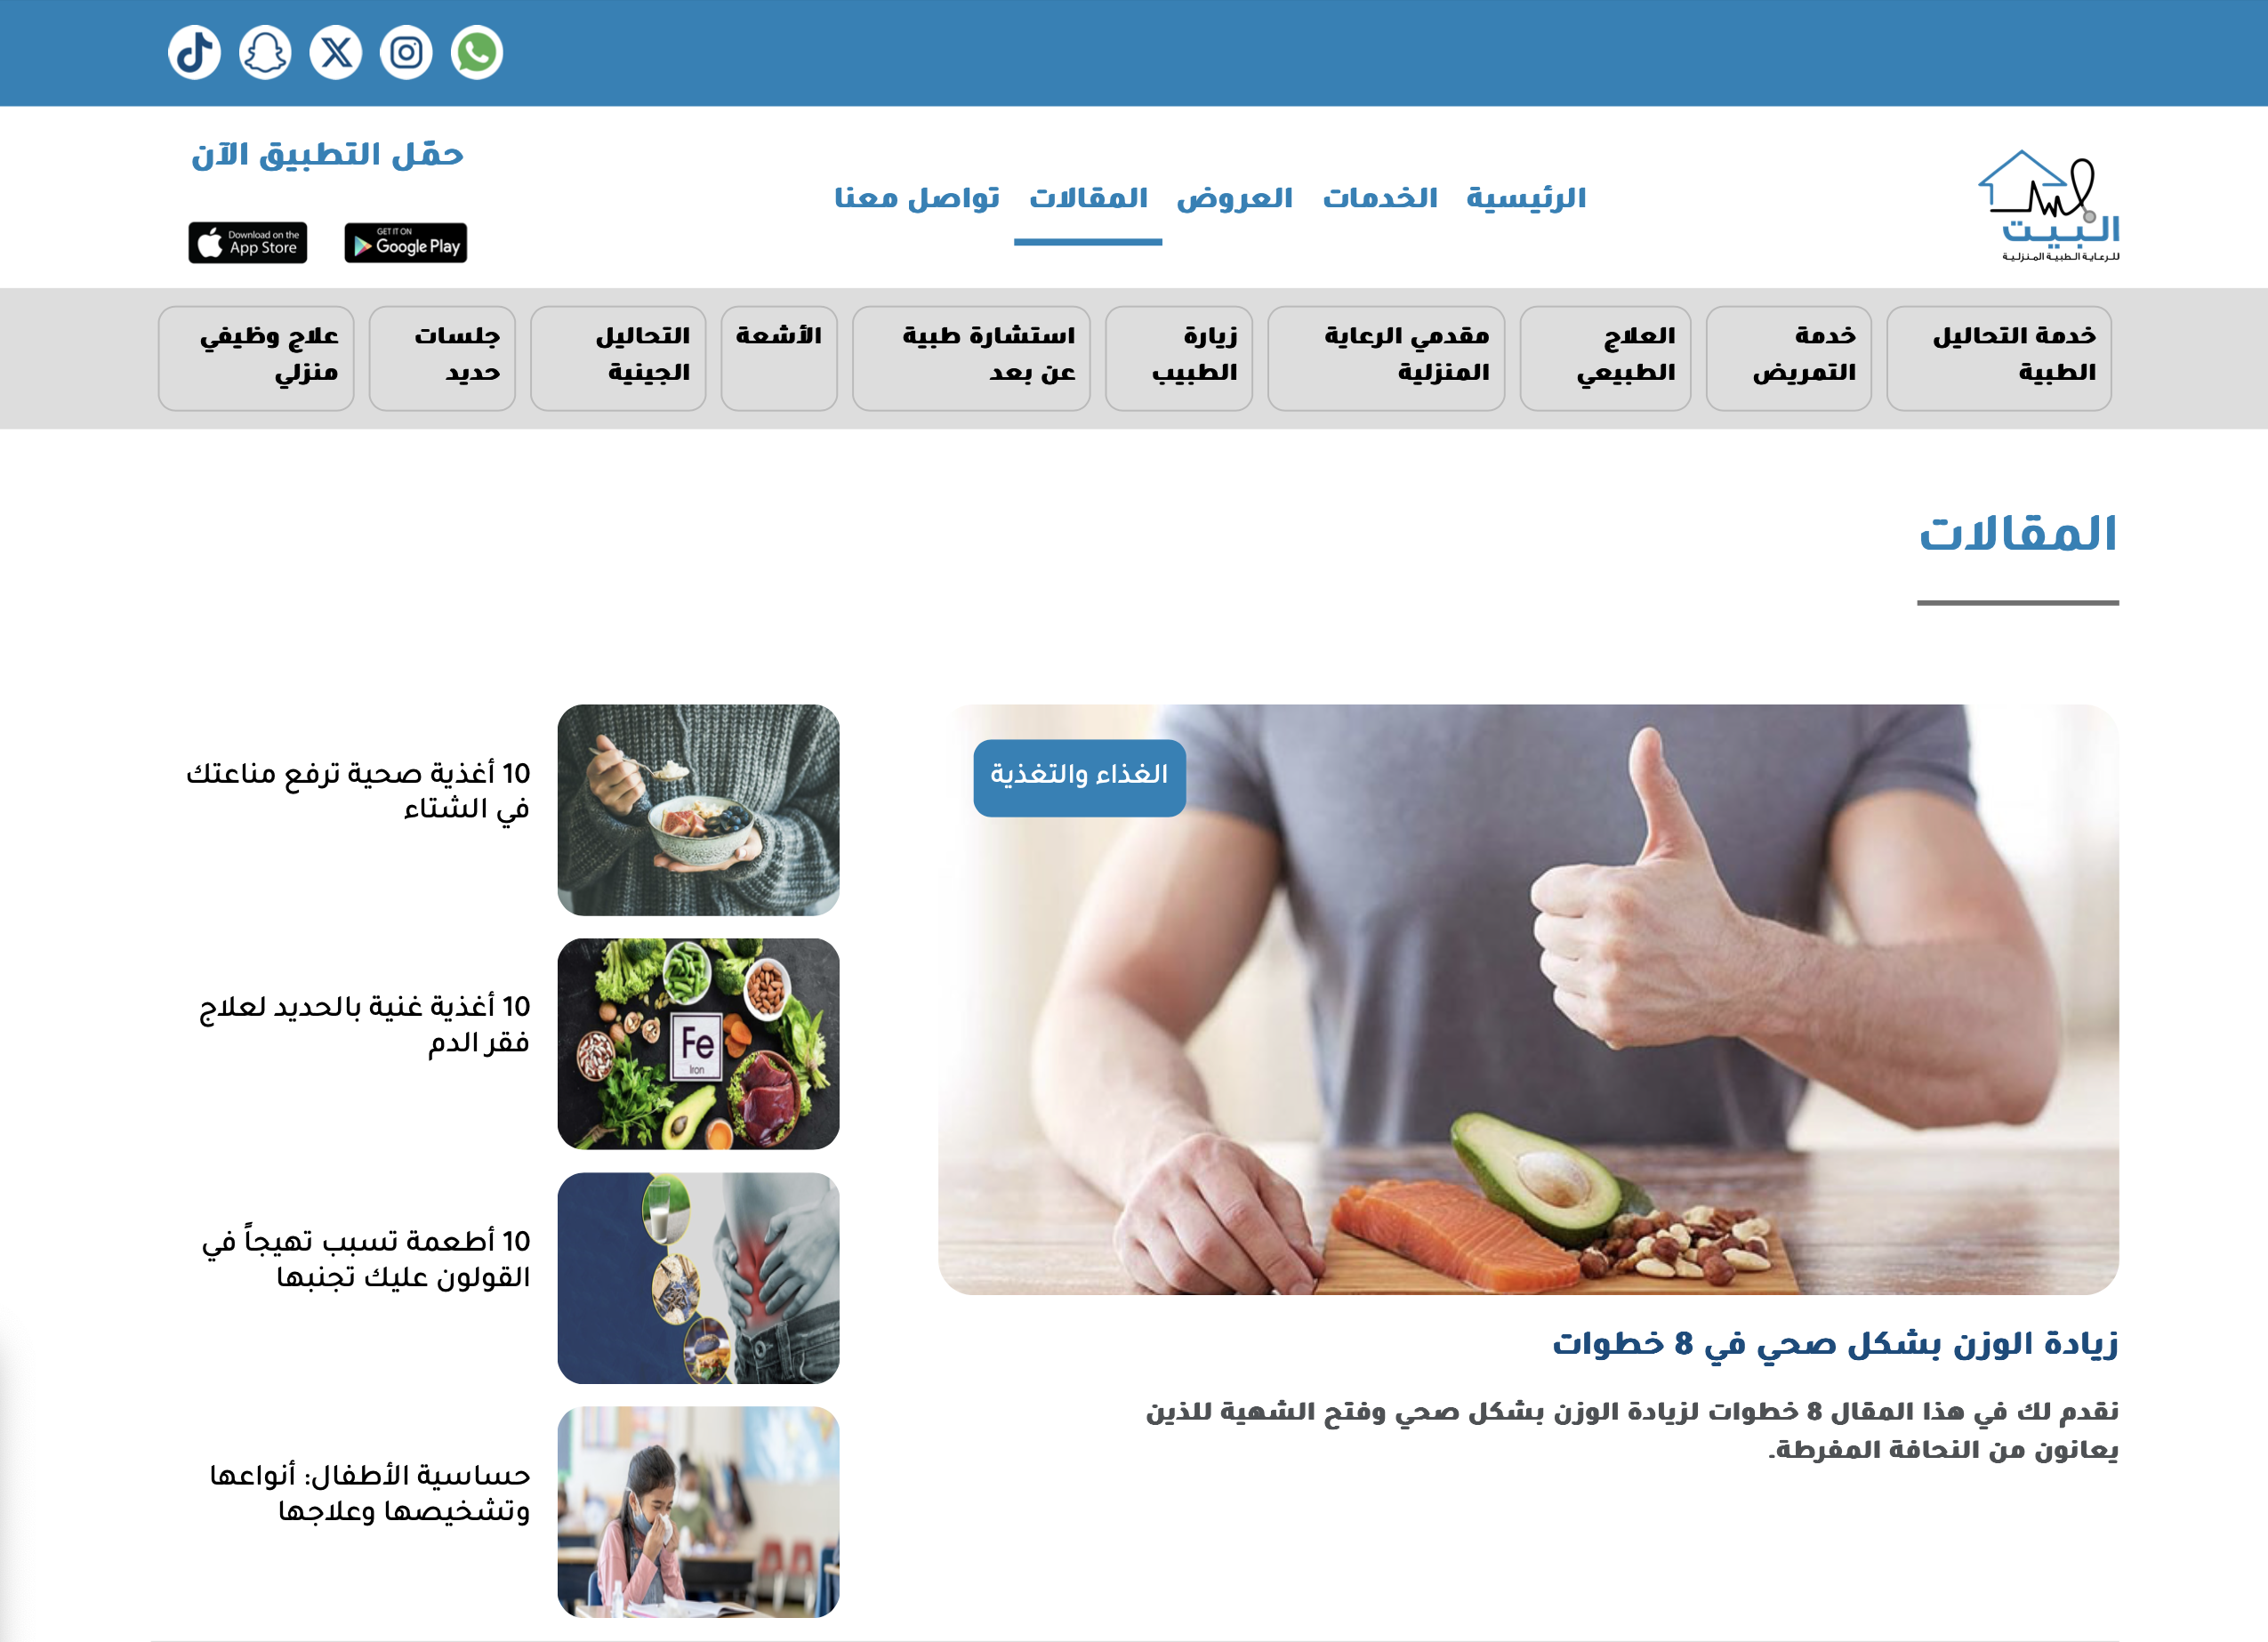 البيت
للرعاية الطبية المنزلية
الرئيسية
الخدمات
العروض
المقالات
تواصل معنا
حمّل التطبيق الآن
GET IT ON
Google Play
Download on the
App Store
خدمة التحاليل
الطبية
خدمة
التمريض
العلاج
الطبيعي
مقدمي الرعاية
المنزلية
زيارة
الطبيب
استشارة طبية
عن بعد
الأشعة
التحاليل
الجينية
جلسات
حديد
علاج وظيفي
منزلي
المقالات
الغذاء والتغذية
زيادة الوزن بشكل صحي في 8 خطوات
نقدم لك في هذا المقال 8 خطوات لزيادة الوزن بشكل صحي وفتح الشهية للذين
يعانون من النحافة المفرطة.
10 أغذية صحية ترفع مناعتك
في الشتاء
Fe
Iron
10 أغذية غنية بالحديد لعلاج
فقر الدم
10 أطعمة تسبب تهيجاً في
القولون عليك تجنبها
حساسية الأطفال: أنواعها
وتشخيصها وعلاجها